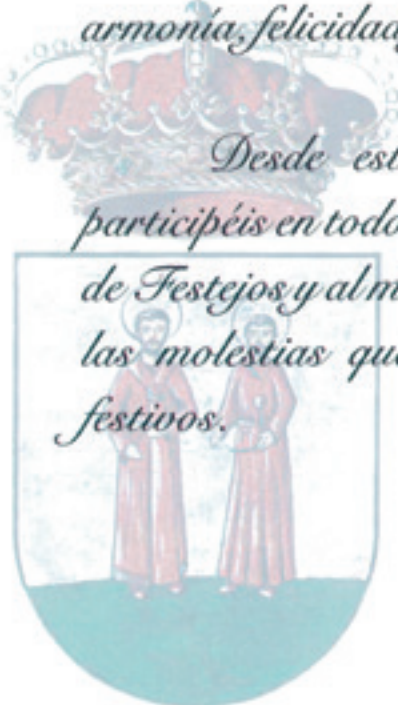 armonía, felicidad
Desde est
participéis en todo
de Festejos y al m
las molestias qu
festivos.